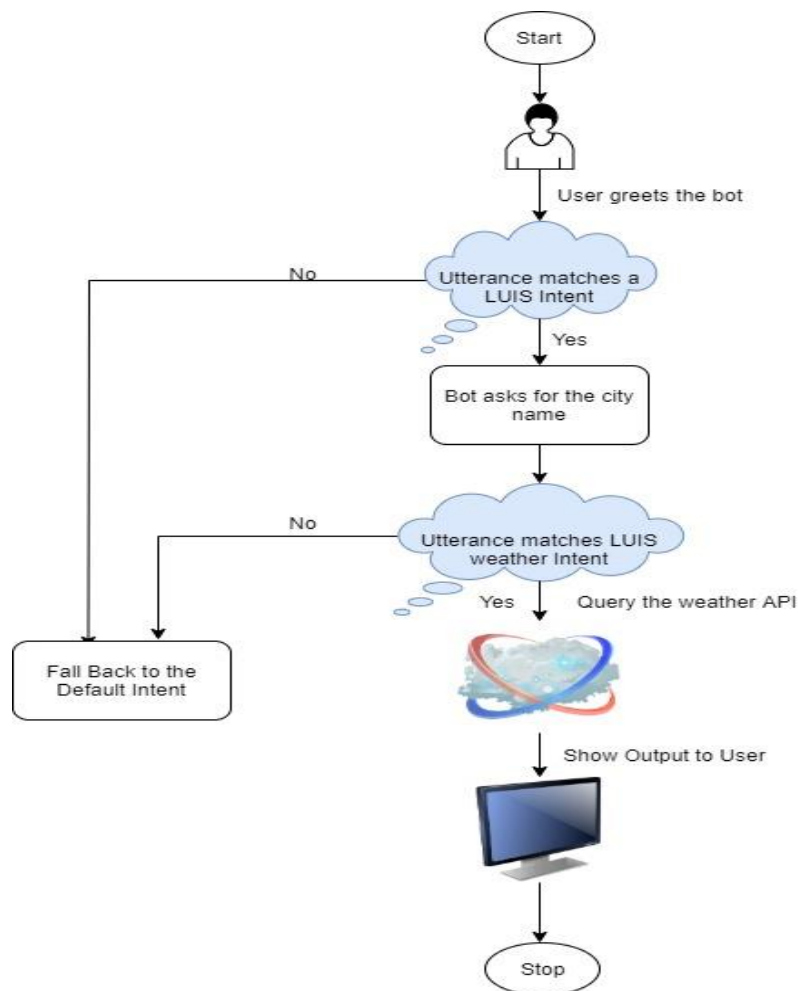 Start
User greets the bot
No
Utterance matches a
LUIS Intent
Yes
Bot asks for the city
name
No
Utterance matches LUIS
weather Intent
Yes
Query the weather API
Fall Back to the
Default Intent
Show Output to User
Stop